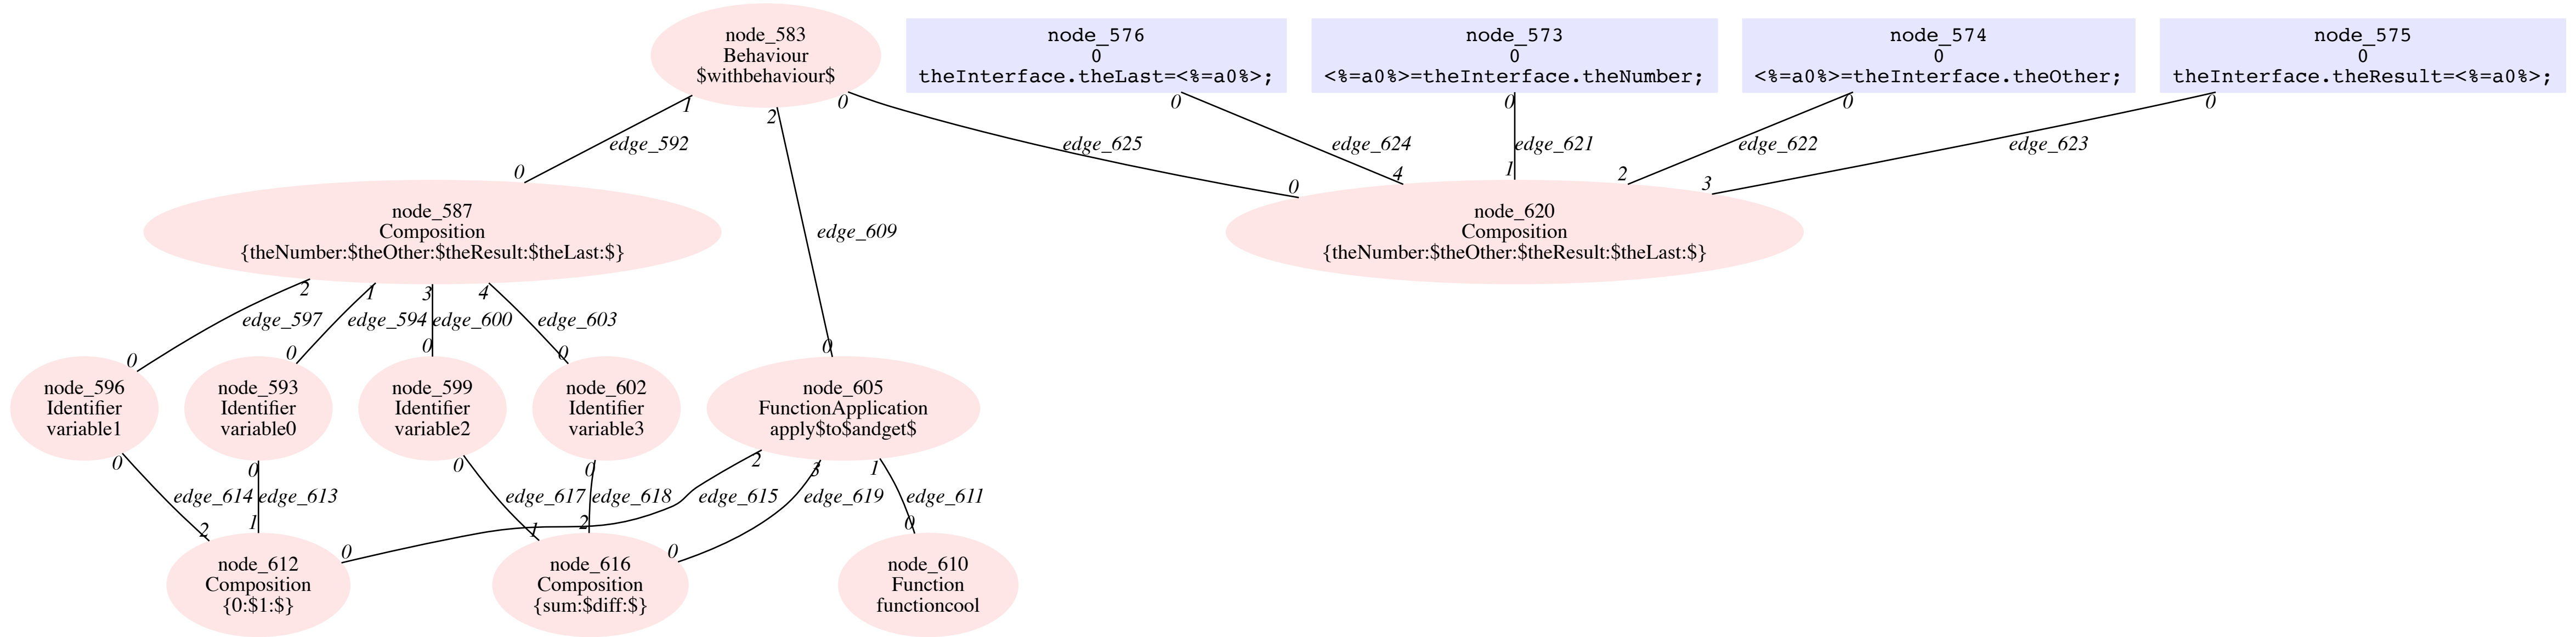 node_583
Behaviour
$withbehaviour$
node_576
0
theInterface.theLast=<%=a0%>;
node_573
0
<%=a0%>=theInterface.theNumber;
node_574
0
<%=a0%>=theInterface.theOther;
node_575
0
theInterface.theResult=<%=a0%>;
1
2
0
0
0
0
0
edge_592
edge_625
edge_624
edge_621
edge_622
edge_623
0
0
4
1
2
3
node_587
Composition
{theNumber:$theOther:$theResult:$theLast:$}
edge_609
node_620
Composition
{theNumber:$theOther:$theResult:$theLast:$}
2
1
3
4
edge_597
edge_594
edge_600
edge_603
0
0
0
0
0
node_596
Identifier
variable1
node_593
Identifier
variable0
node_599
Identifier
variable2
node_602
Identifier
variable3
node_605
FunctionApplication
apply$to$andget$
0
0
0
0
2
3
1
edge_614
edge_613
edge_617
edge_618
edge_615
edge_619
edge_611
2
1
1
2
0
0
0
node_612
Composition
{0:$1:$}
node_616
Composition
{sum:$diff:$}
node_610
Function
functioncool